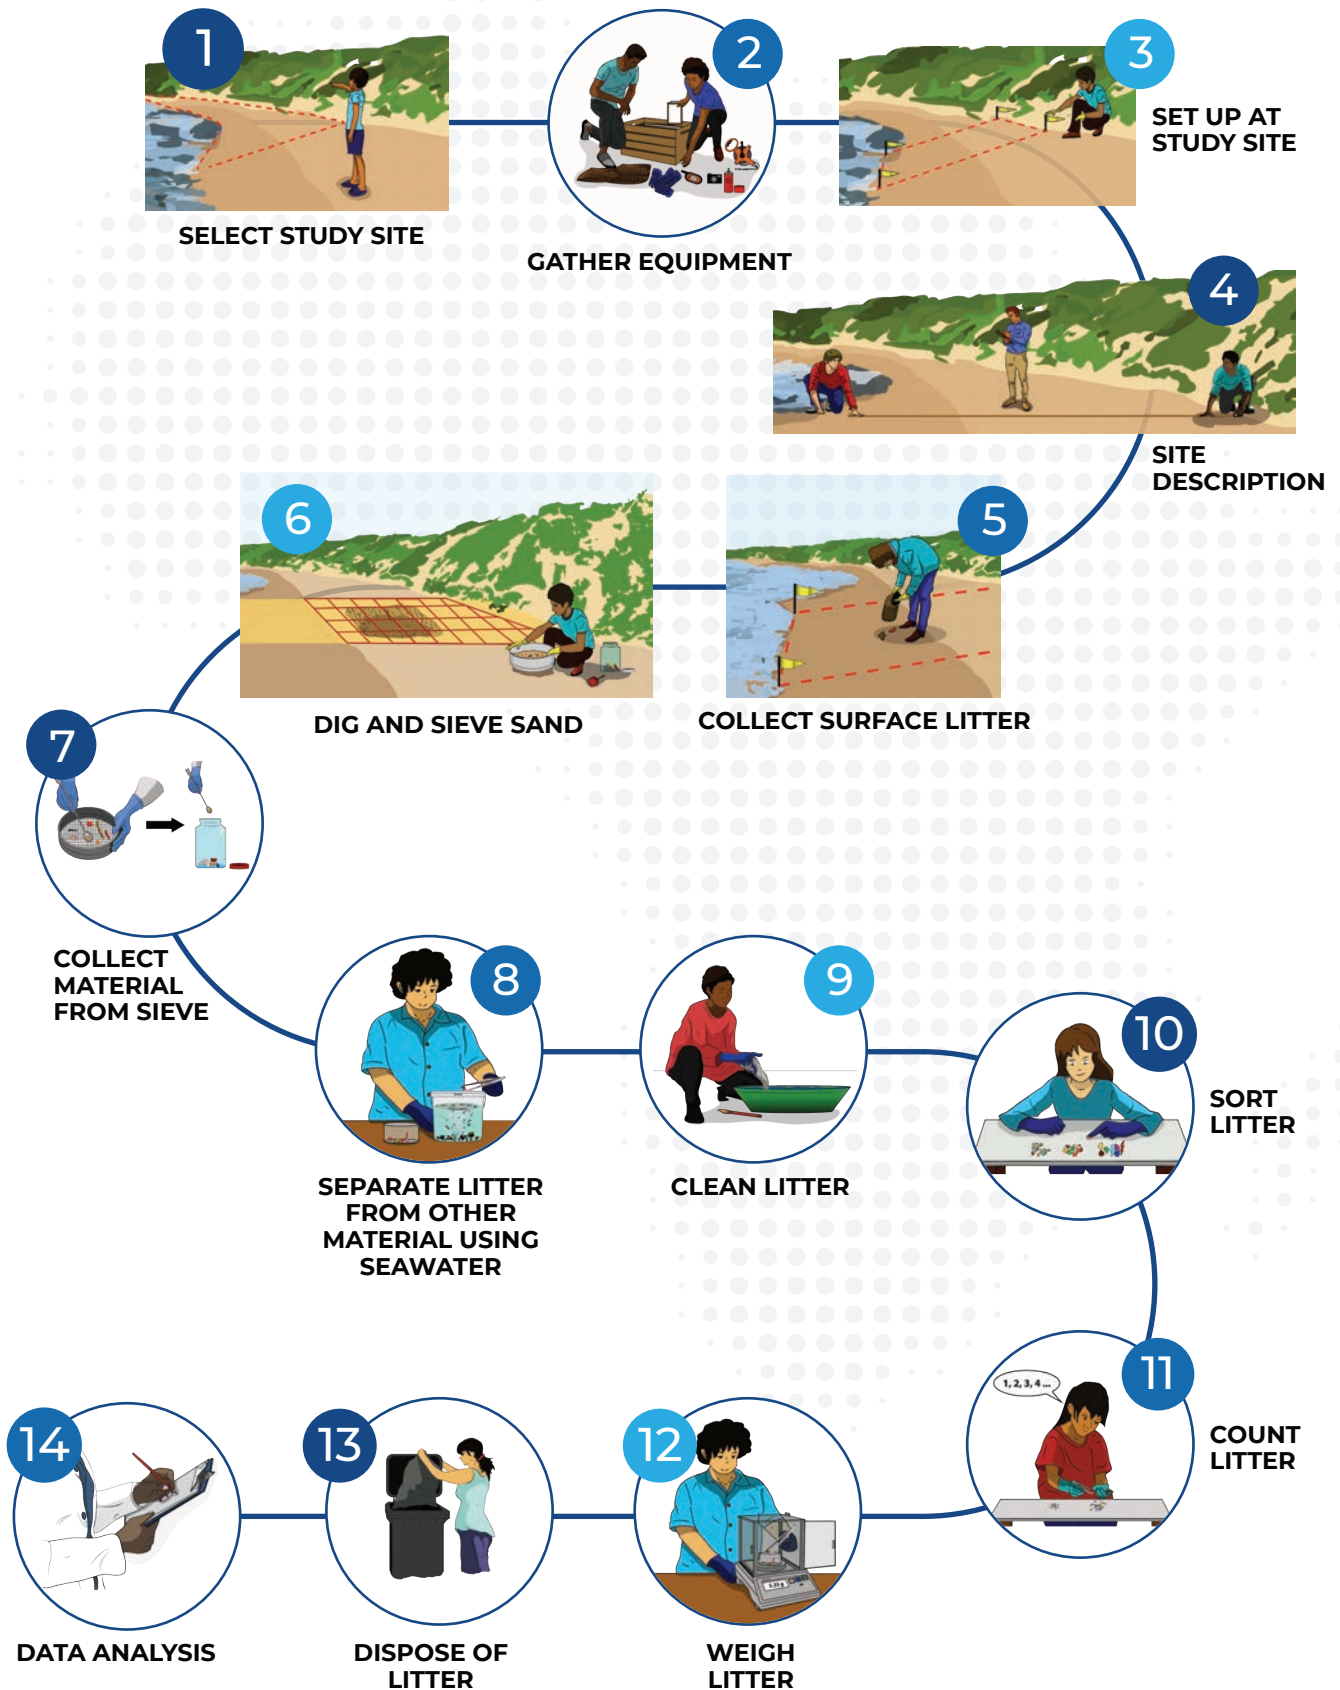 1
SELECT STUDY SITE
2
GATHER EQUIPMENT
3
SET UP AT
STUDY SITE
4
SITE
DESCRIPTION
5
COLLECT SURFACE LITTER
6
DIG AND SIEVE SAND
7
COLLECT
MATERIAL
FROM SIEVE
8
SEPARATE LITTER
FROM OTHER
MATERIAL USING
SEAWATER
9
CLEAN LITTER
10
SORT
LITTER
11
1, 2, 3, 4 ...
COUNT
LITTER
12
WEIGH
LITTER
13
DISPOSE OF
LITTER
14
DATA ANALYSIS